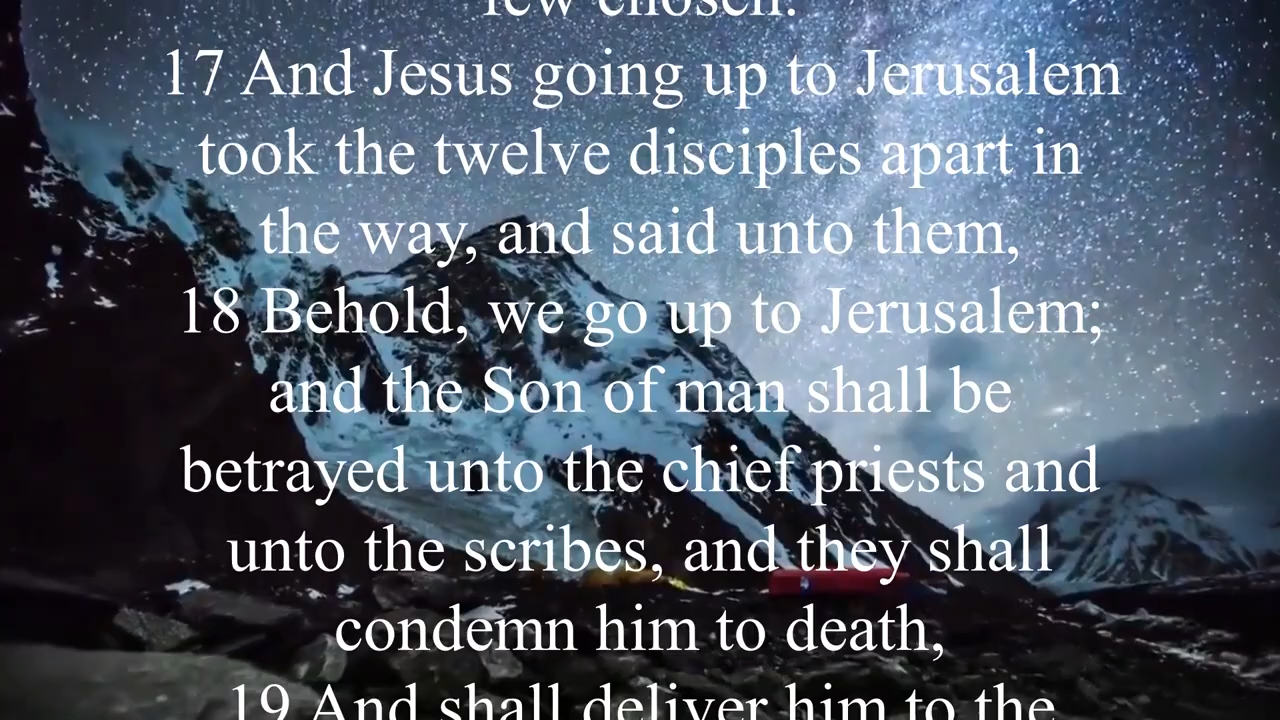 few chosen.
17 And Jesus going up to Jerusalem
took the twelve disciples apart in
the way, and said unto them,
18 Behold, we go up to Jerusalem;
and the Son of man shall be
betrayed unto the chief priests and
unto the scribes, and they shall
condemn him to death,
19 And shall deliver him to the